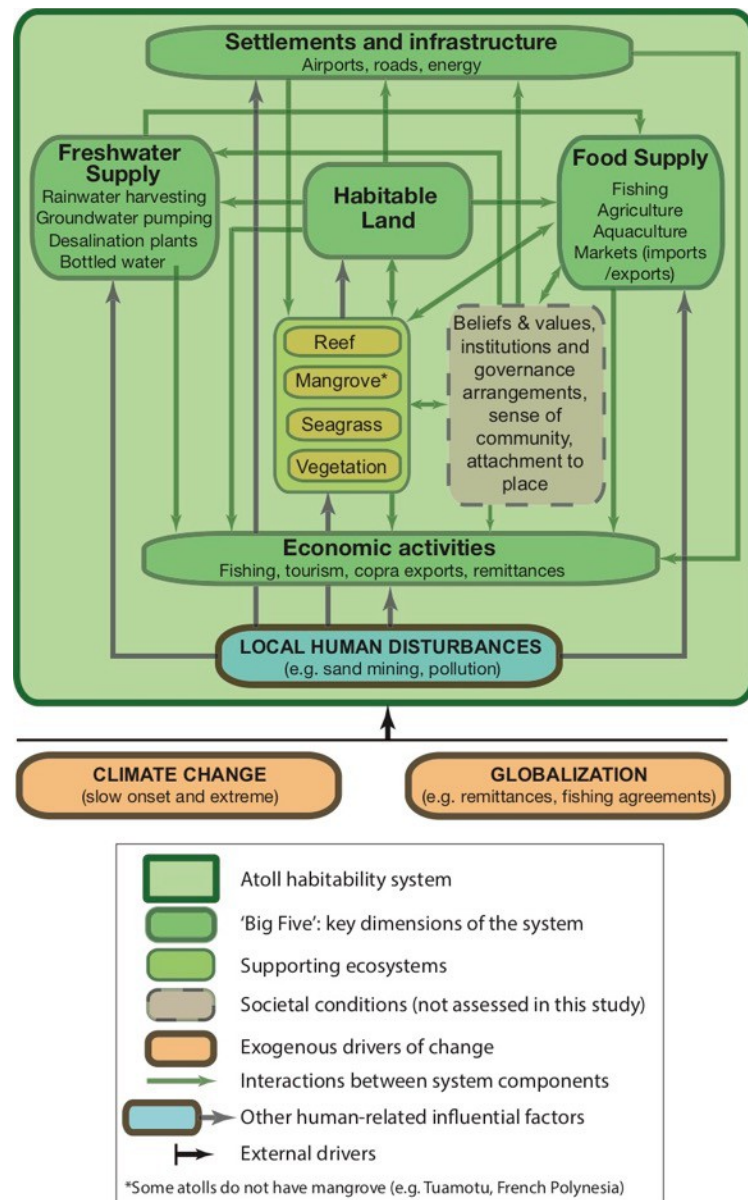 Settlements and infrastructure
Airports, roads, energy
Freshwater
Supply
Rainwater harvesting
Groundwater pumping
Desalination plants
Bottled water
Habitable
Land
Food Supply
Fishing
Agriculture
Aquaculture
Markets (imports
/exports)
Reef
Mangrove*
Seagrass
Vegetation
Beliefs & values,
institutions and
governance
arrangements,
sense of
community,
attachment to
place
Economic activities
Fishing, tourism, copra exports, remittances
LOCAL HUMAN DISTURBANCES
(e.g. sand mining, pollution)
CLIMATE CHANGE
(slow onset and extreme)
GLOBALIZATION
(e.g. remittances, fishing agreements)
Atoll habitability system
‘Big Five’: key dimensions of the system
Supporting ecosystems
Societal conditions (not assessed in this study)
Exogenous drivers of change
Interactions between system components
Other human-related influential factors
External drivers
*Some atolls do not have mangrove (e.g. Tuamotu, French Polynesia)